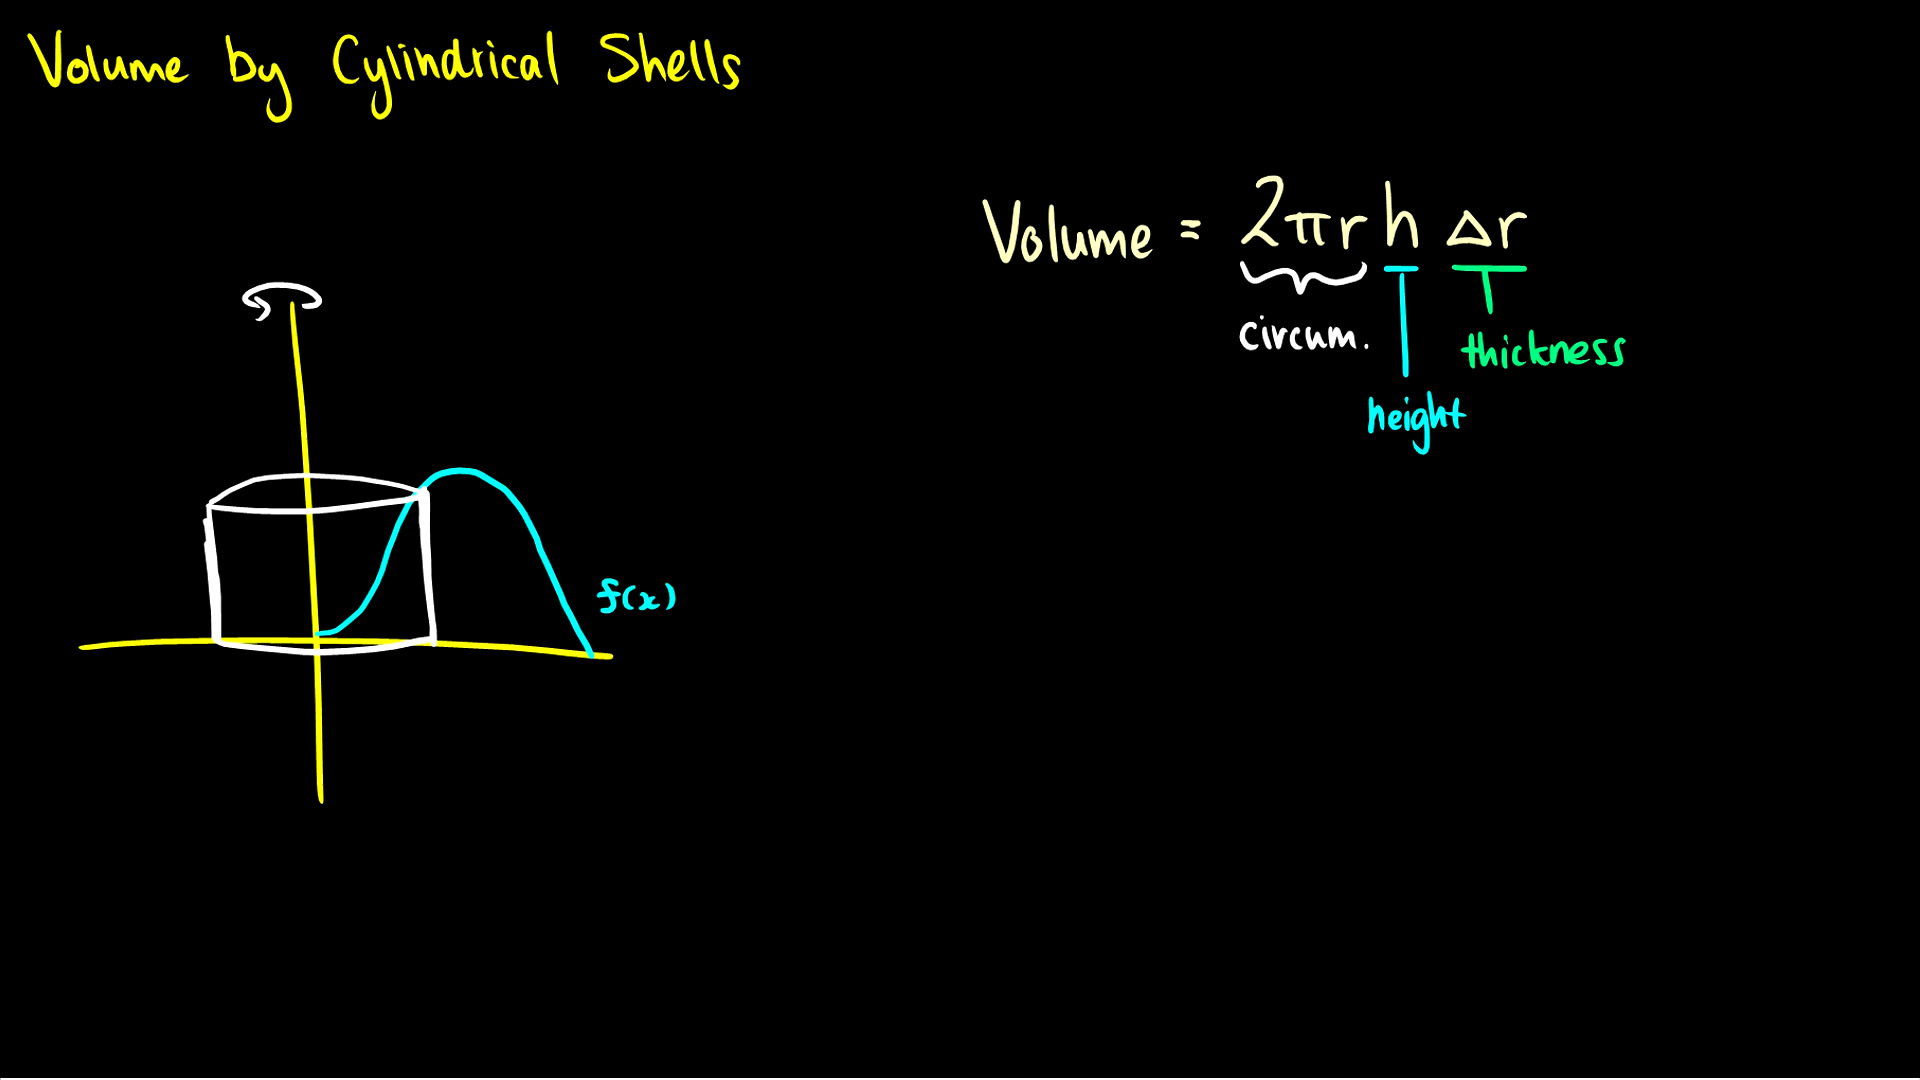 Volume by Cylindrical Shells
Volume = 2πr h Δr
circum.
thickness
height
f(x)